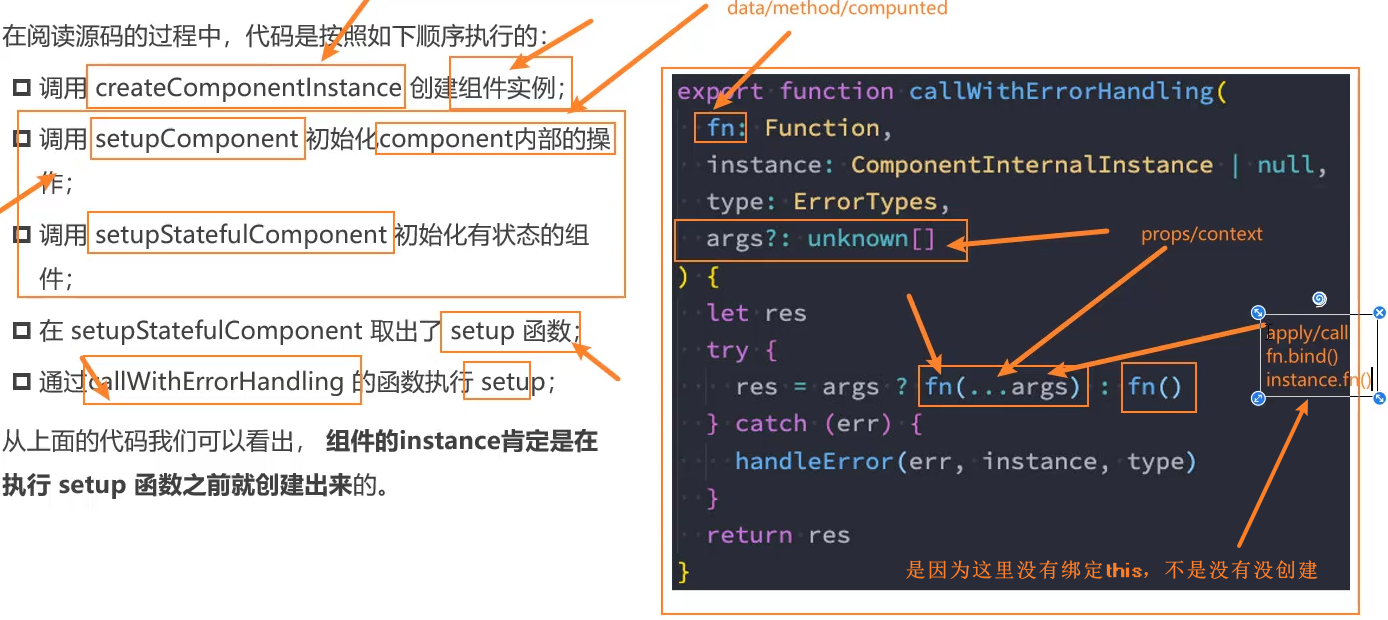 data/method/compunted
在阅读源码的过程中，代码是按照如下顺序执行的：
调用 createComponentInstance 创建组件实例；
调用 setupComponent 初始化component内部的操
作；
调用 setupStatefulComponent 初始化有状态的组
件；
在 setupStatefulComponent 取出了 setup 函数；
通过callWithErrorHandling 的函数执行 setup；
从上面的代码我们可以看出， 组件的instance肯定是在
执行 setup 函数之前就创建出来的。
export function callWithErrorHandling(
fn: Function,
instance: ComponentInternalInstance | null,
type: ErrorTypes,
args?: unknown[]
props/context
) {
let res
try {
res = args ? fn(...args) : fn()
} catch (err) {
handleError(err, instance, type)
}
return res
}
apply/call
fn.bind()
instance.fn()
是因为这里没有绑定this，不是没有没创建